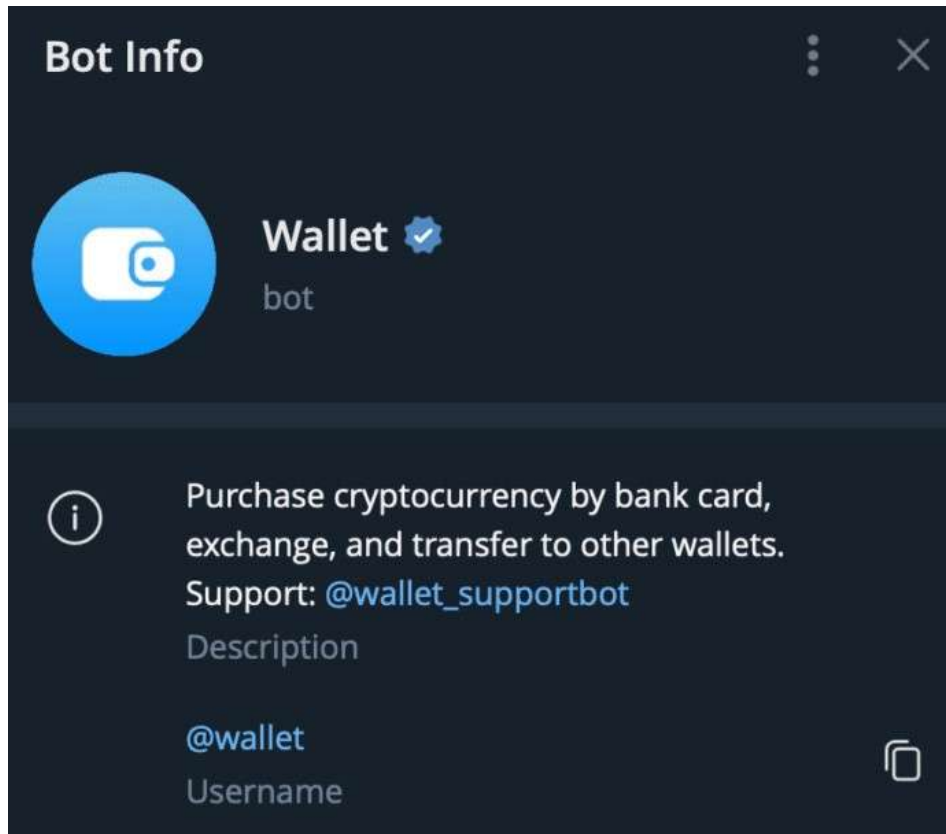 Bot Info
Wallet
bot
Purchase cryptocurrency by bank card,
exchange, and transfer to other wallets.
Support: @wallet_supportbot
Description
@wallet
Username